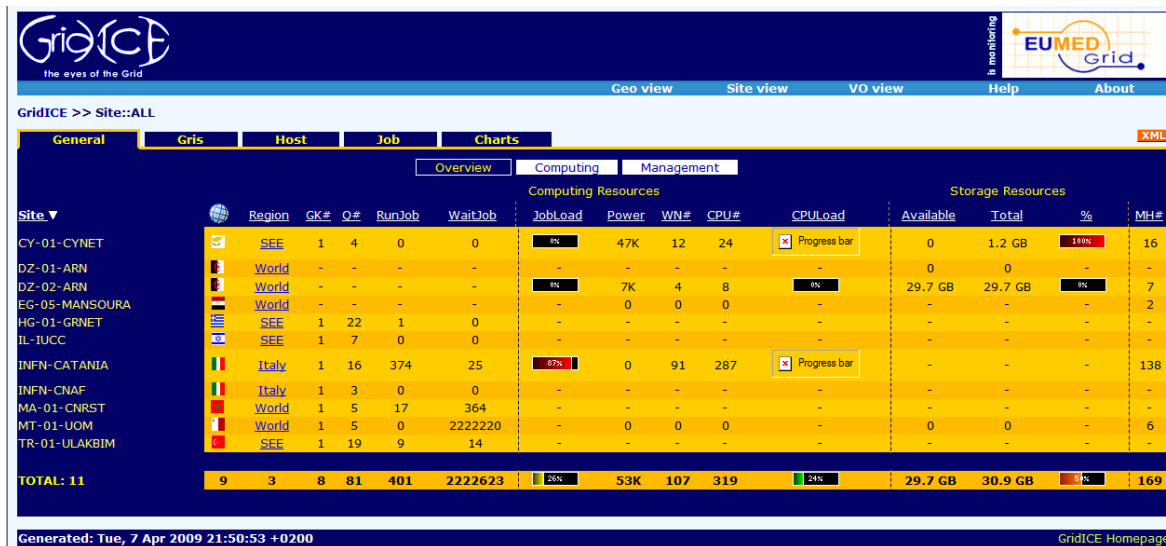 GridICE
the eyes of the Grid
is monitoring
EUMED
Grid
Geo view Site view VO view Help About
GridICE >> Site::ALL
General Gris Host Job Charts XML
Overview Computing Management
Computing Resources Storage Resources
Site ▼ Region GK# Q# RunJob WaitJob JobLoad Power WN# CPU# CPULoad Available Total % MH#
CY-01-CYNET SEE 1 4 0 0 0% 47K 12 24 Progress bar 0 1.2 GB 100% 16
DZ-01-ARN World - - - - - - - - - 0 0 - -
DZ-02-ARN World - - - - 0% 7K 4 8 0% 29.7 GB 29.7 GB 0% 7
EG-05-MANSOURA World - - - - - 0 0 0 - - - - 2
HG-01-GRNET SEE 1 22 1 0 - - - - - - - - -
IL-IUCC SEE 1 7 0 0 - - - - - - - - -
INFN-CATANIA Italy 1 16 374 25 87% 0 91 287 Progress bar - - - 138
INFN-CNAF Italy 1 3 0 0 - - - - - - - - -
MA-01-CNRST World 1 5 17 364 - - - - - - - - -
MT-01-UOM World 1 5 0 2222220 - 0 0 0 - 0 0 - 6
TR-01-ULAKBIM SEE 1 19 9 14 - - - - - - - - -
TOTAL: 11 9 3 8 81 401 2222623 26% 53K 107 319 24% 29.7 GB 30.9 GB 169
Generated: Tue, 7 Apr 2009 21:50:53 +0200 GridICE Homepage